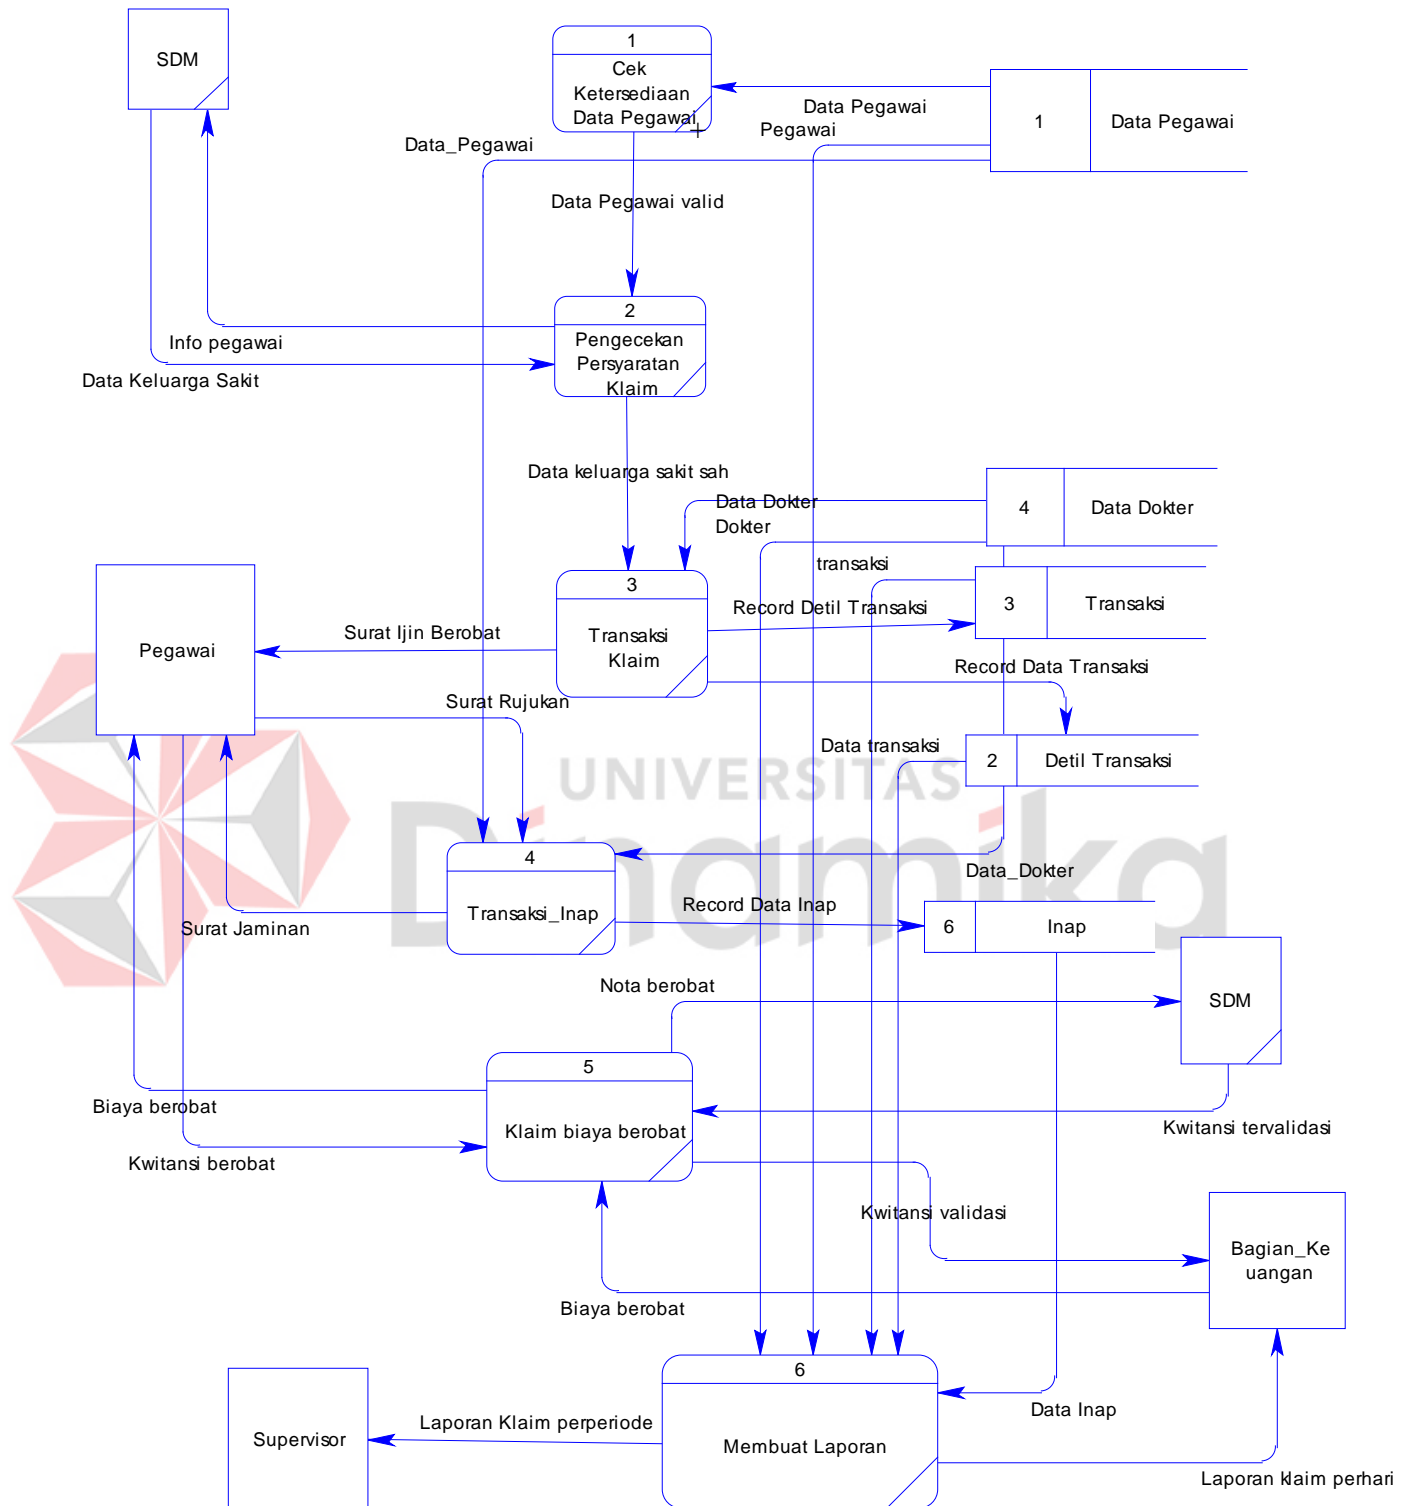 SDM
1
Cek
Ketersediaan
Data Pegawai
Data Pegawai
Pegawai
1
Data Pegawai
Data_Pegawai
Data Pegawai valid
2
Pengecekan
Persyaratan
Klaim
Info pegawai
Data Keluarga Sakit
Data keluarga sakit sah
Data Dokter
Dokter
4
Data Dokter
transaksi
3
Transaksi
Klaim
Record Detil Transaksi
3
Transaksi
Pegawai
Surat Ijin Berobat
Record Data Transaksi
Surat Rujukan
Data transaksi
2
Detil Transaksi
UNIVERSITAS
Dinamika
4
Transaksi_Inap
Data_Dokter
Record Data Inap
6
Inap
Surat Jaminan
Nota berobat
SDM
5
Klaim biaya berobat
Biaya berobat
Kwitansi tervalidasi
Kwitansi berobat
Kwitansi validasi
Bagian_Ke
uangan
Biaya berobat
6
Membuat Laporan
Data Inap
Laporan Klaim perperiode
Supervisor
Laporan klaim perhari